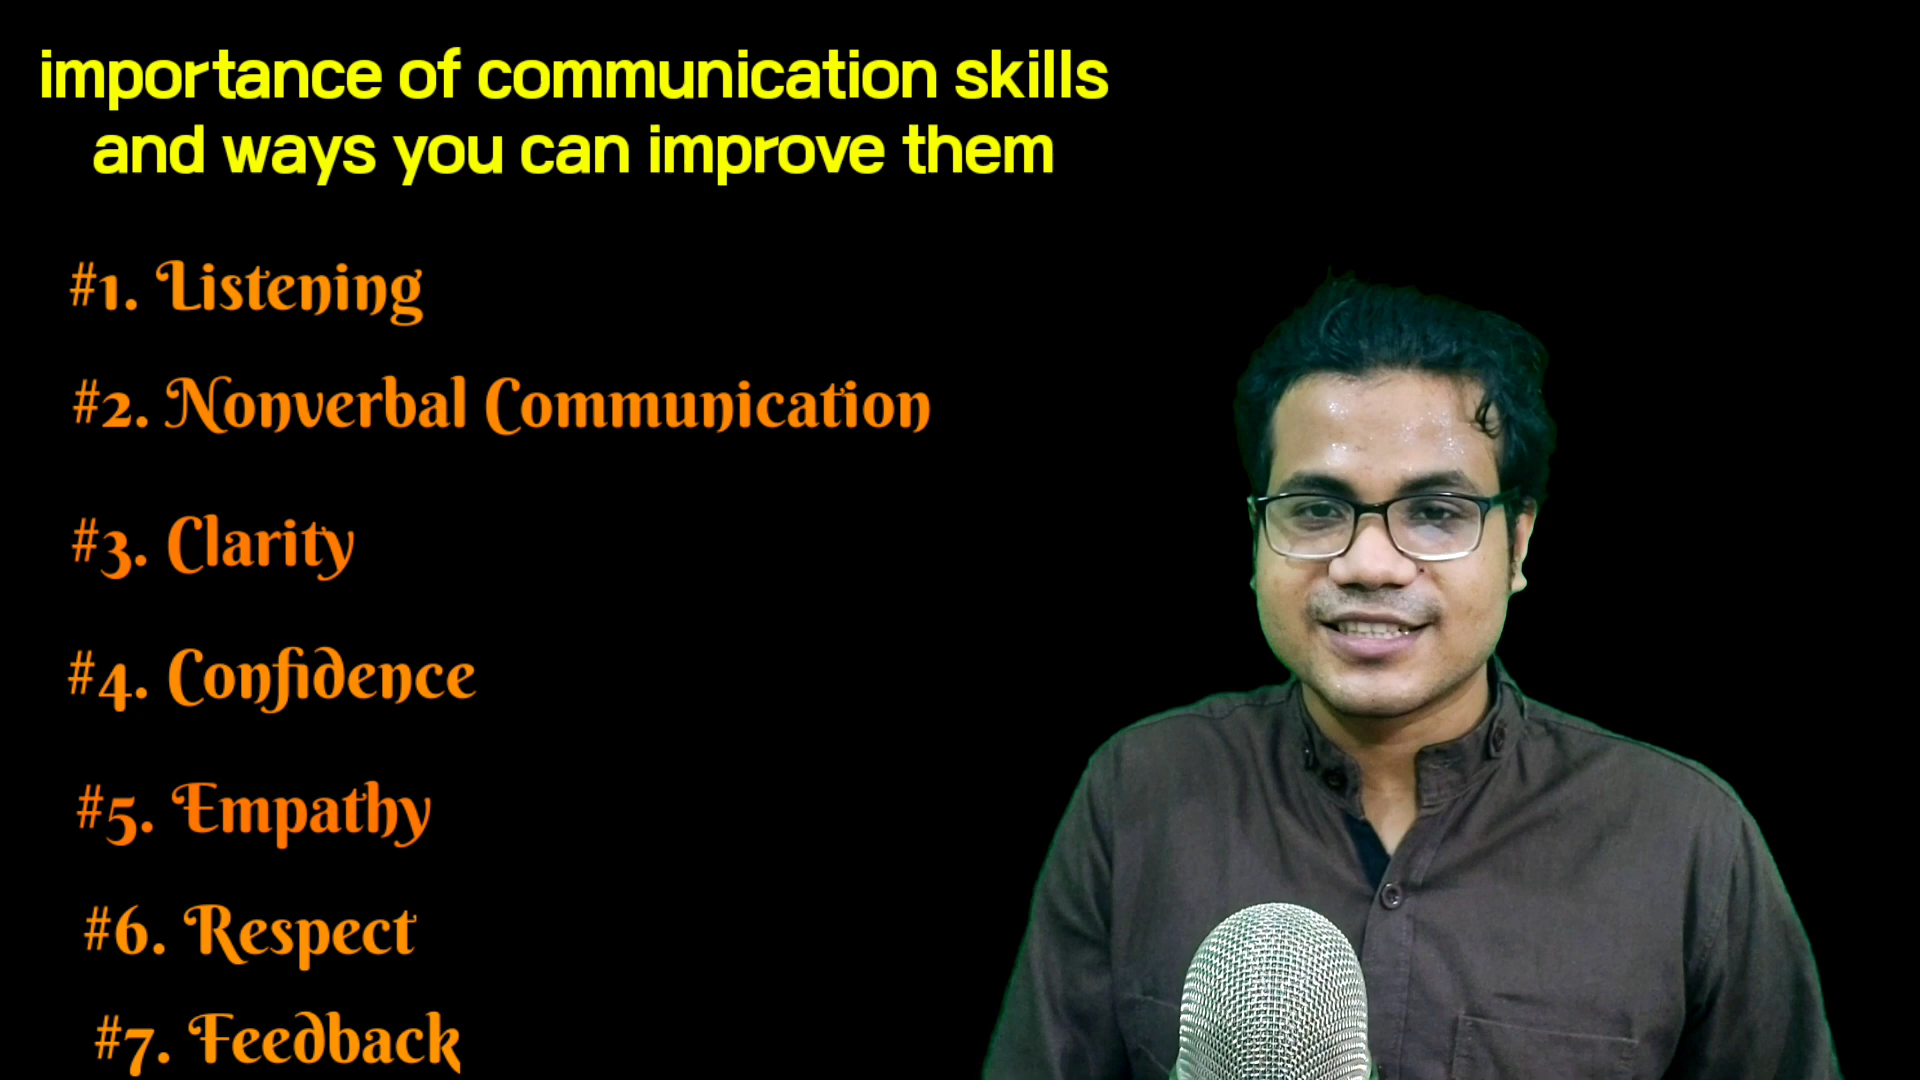 importance of communication skills
and ways you can improve them
#1. Listening
#2. Nonverbal Communication
#3. Clarity
#4. Confidence
#5. Empathy
#6. Respect
#7. Feedback